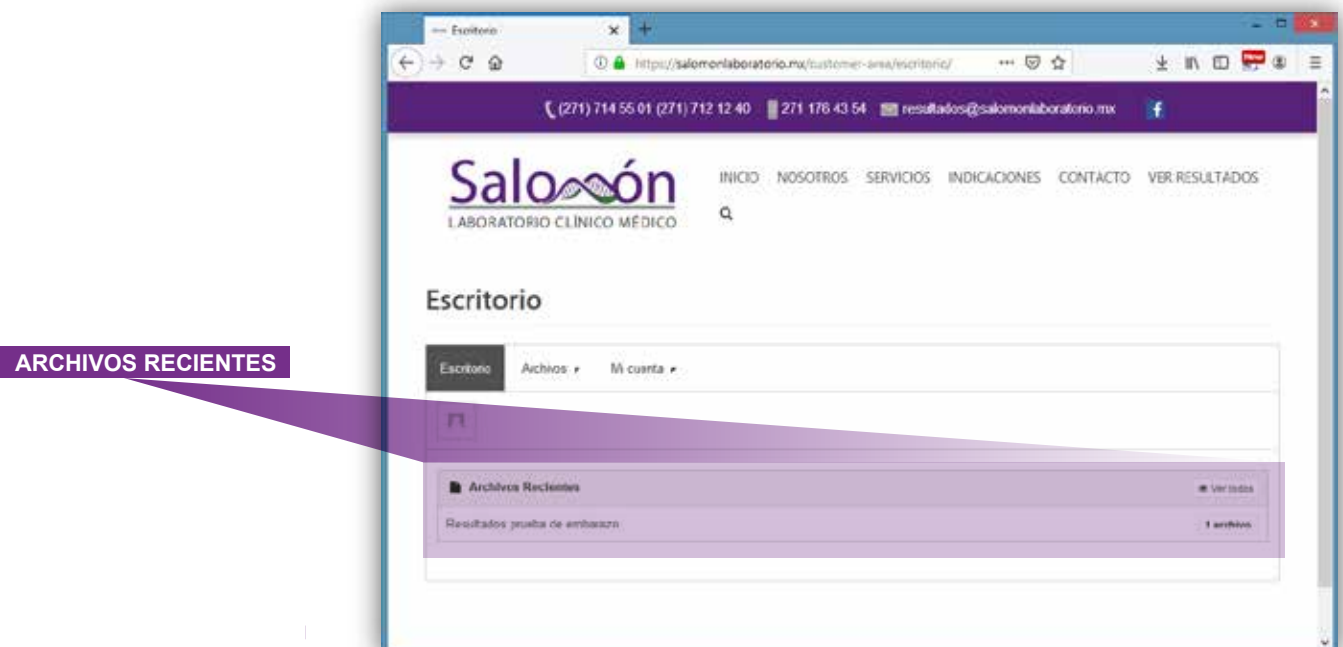 Escritorio
https://salomonlaboratorio.mx/customer-area/escritorio/
(271) 714 55 01 (271) 712 12 40 271 176 43 54 resultados@salomonlaboratorio.mx f
Salomón
LABORATORIO CLÍNICO MÉDICO
INICIO NOSOTROS SERVICIOS INDICACIONES CONTACTO VER RESULTADOS
Escritorio
ARCHIVOS RECIENTES
Escritorio Archivos Mi cuenta
Archivos Recientes Ver todos
Resultados prueba de embarazo 1 archivo